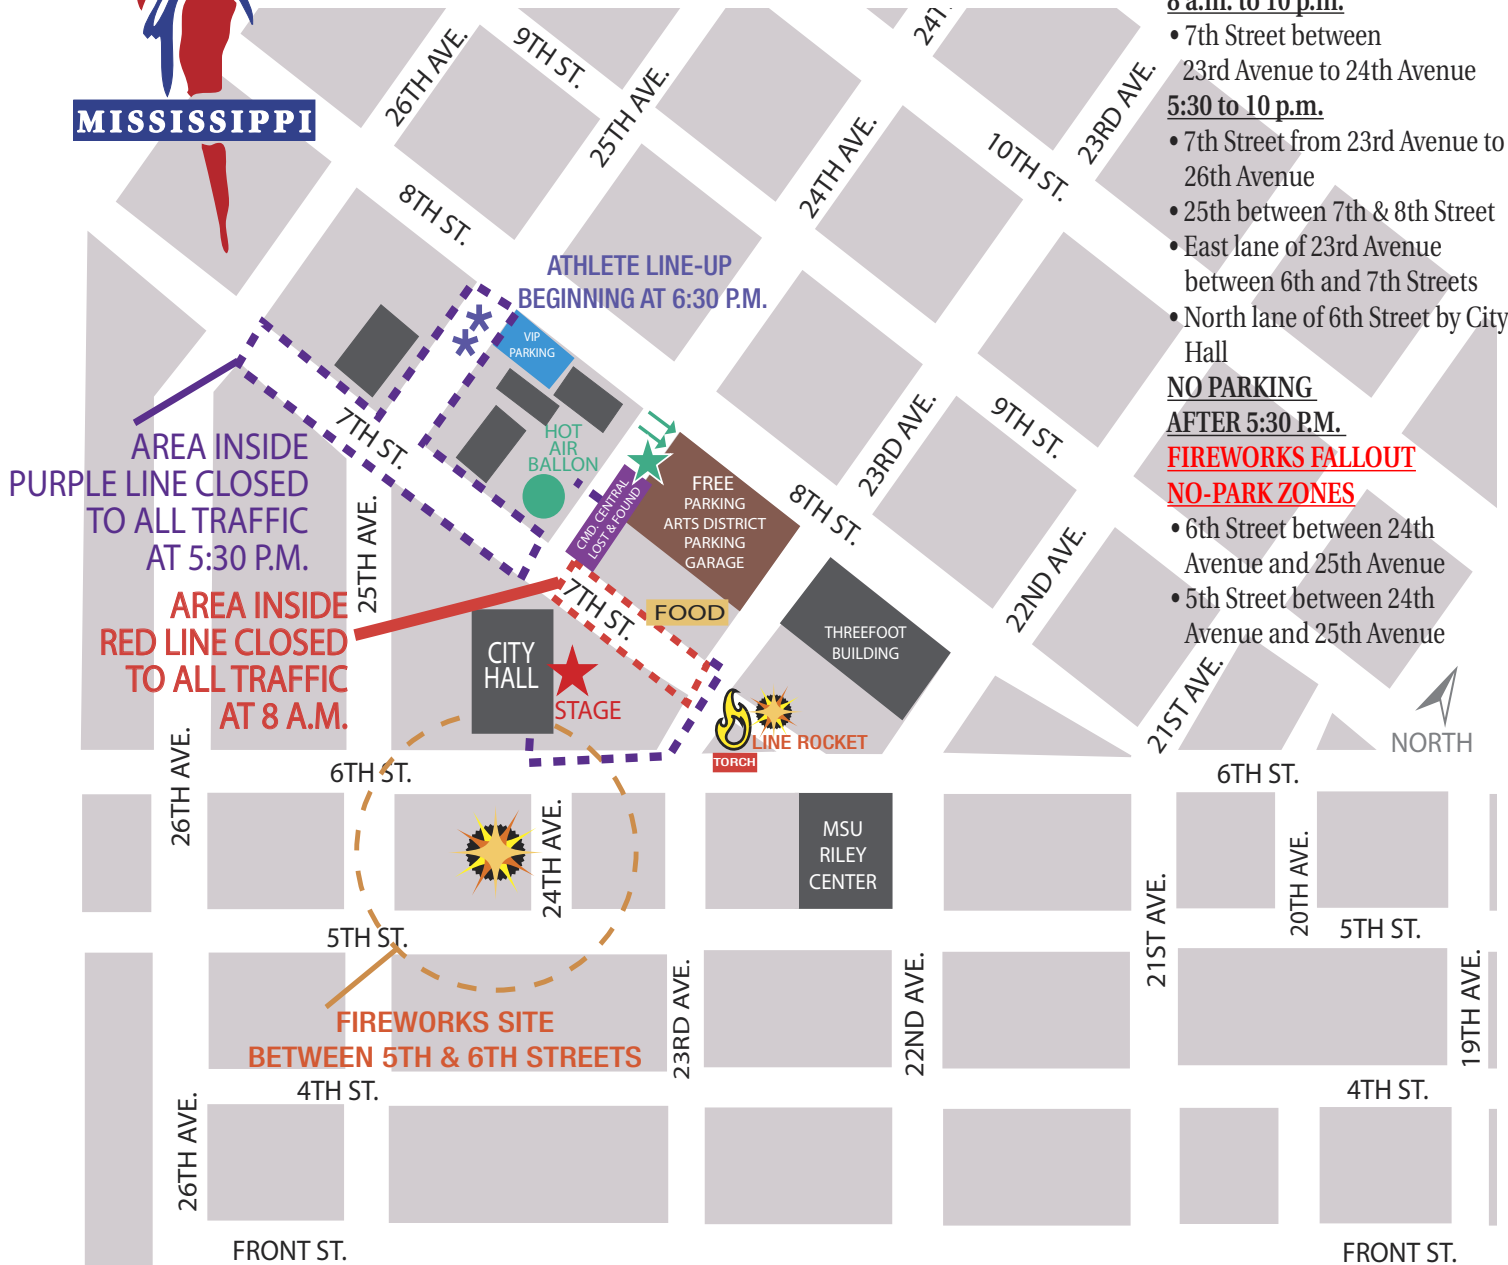 MISSISSIPPI
26TH AVE.
9TH ST.
25TH AVE.
24TH AVE.
23RD AVE.
10TH ST.
8TH ST.
8 a.m. to 10 p.m.
• 7th Street between
23rd Avenue to 24th Avenue
5:30 to 10 p.m.
• 7th Street from 23rd Avenue to
26th Avenue
• 25th between 7th & 8th Street
• East lane of 23rd Avenue
between 6th and 7th Streets
• North lane of 6th Street by City
Hall
NO PARKING
AFTER 5:30 P.M.
FIREWORKS FALLOUT
NO-PARK ZONES
• 6th Street between 24th
Avenue and 25th Avenue
• 5th Street between 24th
Avenue and 25th Avenue
ATHLETE LINE-UP
BEGINNING AT 6:30 P.M.
VIP
PARKING
7TH ST.
HOT
AIR
BALLON
CMD. CENTRAL
LOST & FOUND
FREE
PARKING
ARTS DISTRICT
PARKING
GARAGE
8TH ST.
23RD AVE.
9TH ST.
22ND AVE.
21ST AVE.
AREA INSIDE
PURPLE LINE CLOSED
TO ALL TRAFFIC
AT 5:30 P.M.
25TH AVE.
AREA INSIDE
RED LINE CLOSED
TO ALL TRAFFIC
AT 8 A.M.
7TH ST.
FOOD
CITY
HALL
STAGE
THREEFOOT
BUILDING
LINE ROCKET
TORCH
NORTH
26TH AVE.
6TH ST.
6TH ST.
24TH AVE.
MSU
RILEY
CENTER
20TH AVE.
21ST AVE.
5TH ST.
5TH ST.
23RD AVE.
22ND AVE.
19TH AVE.
FIREWORKS SITE
BETWEEN 5TH & 6TH STREETS
4TH ST.
4TH ST.
26TH AVE.
FRONT ST.
FRONT ST.